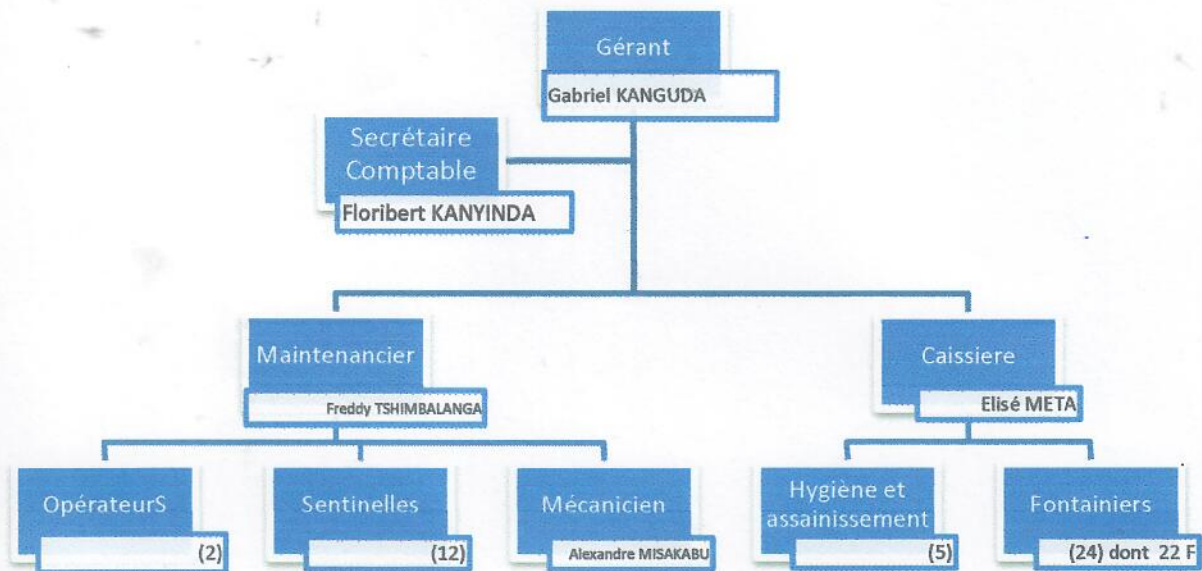 Gérant
Gabriel KANGUDA
Secrétaire
Comptable
Floribert KANYINDA
Maintenancier
Freddy TSHIMBALANGA
Caissiere
Elisé META
OpérateurS
(2)
Sentinelles
(12)
Mécanicien
Alexandre MISAKABU
Hygiène et
assainissement
(5)
Fontainiers
(24) dont 22 F